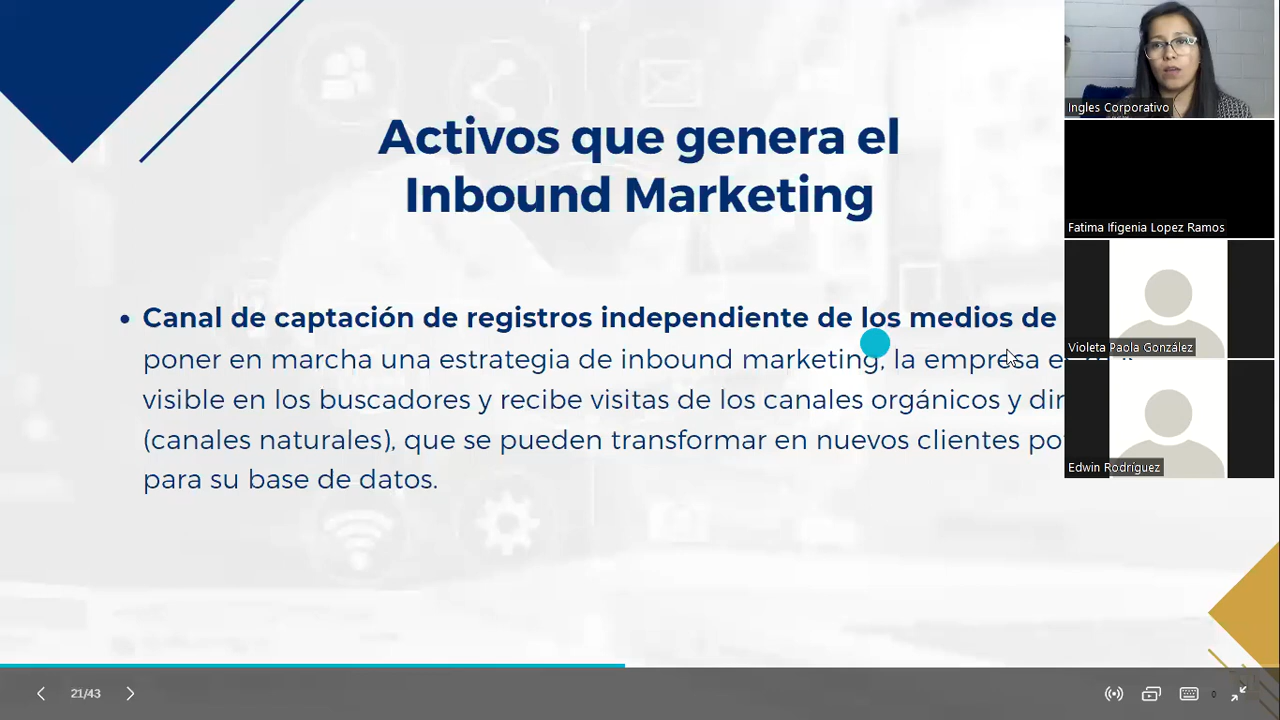 Activos que genera el
Inbound Marketing
Canal de captación de registros independiente de los medios de
poner en marcha una estrategia de inbound marketing, la empresa
visible en los buscadores y recibe visitas de los canales orgánicos y
(canales naturales), que se pueden transformar en nuevos clientes
para su base de datos.
Ingles Corporativo
Fatima Ifigenia Lopez Ramos
Violeta Paola González
Edwin Rodríguez
21/43
0